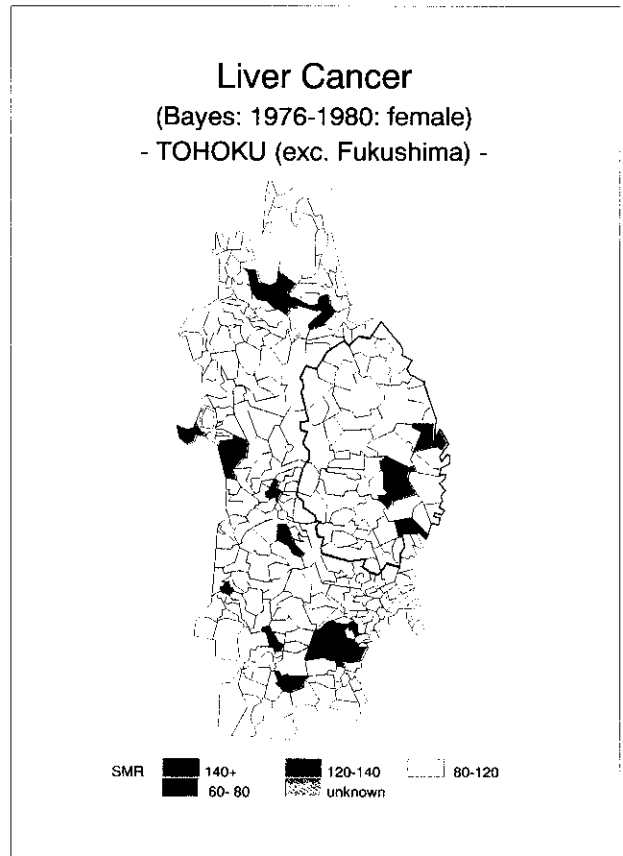 Liver Cancer
(Bayes: 1976-1980: female)
- TOHOKU (exc. Fukushima) -
SMR 140+ 120-140 80-120
60- 80 unknown